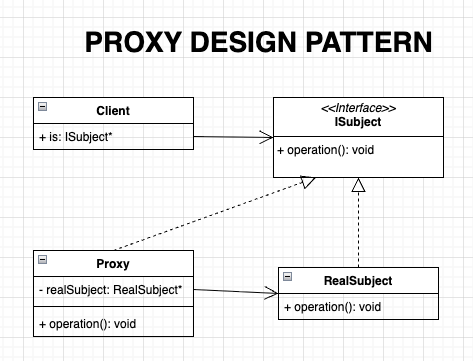 PROXY DESIGN PATTERN
Client
+ is: ISubject*
<<Interface>>
ISubject
+ operation(): void
Proxy
- realSubject: RealSubject*
+ operation(): void
RealSubject
+ operation(): void